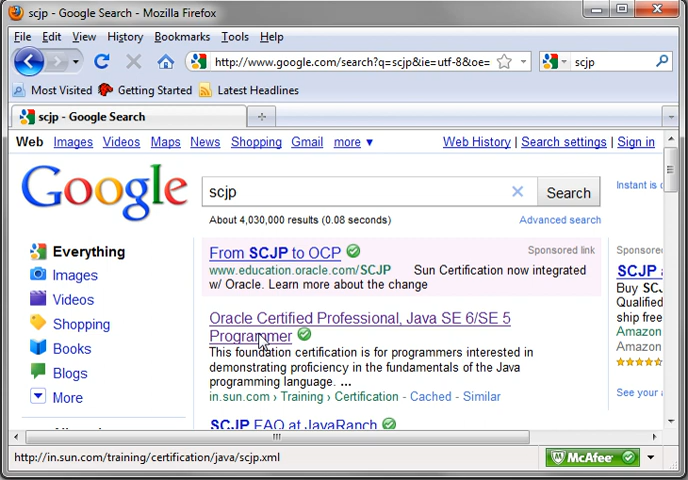 scjp - Google Search - Mozilla Firefox
File Edit View History Bookmarks Tools Help
http://www.google.com/search?q=scjp&ie=utf-8&oe= scjp
Most Visited Getting Started Latest Headlines
scjp - Google Search
Web Images Videos Maps News Shopping Gmail more ▼ Web History | Search settings | Sign in
Google scjp Search
Instant is
About 4,030,000 results (0.08 seconds) Advanced search
Everything
Images
Videos
Shopping
Books
Blogs
More
From SCJP to OCP Sponsored link
www.education.oracle.com/SCJP Sun Certification now integrated
w/ Oracle. Learn more about the change
Oracle Certified Professional, Java SE 6/SE 5
Programmer
This foundation certification is for programmers interested in
demonstrating proficiency in the fundamentals of the Java
programming language. ...
in.sun.com › Training › Certification - Cached - Similar
SCJP FAQ at JavaRanch
Sponsored
SCJP
Buy SCJ
Qualified
ship free
Amazon
Amazon
See your
http://in.sun.com/training/certification/java/scjp.xml
McAfee